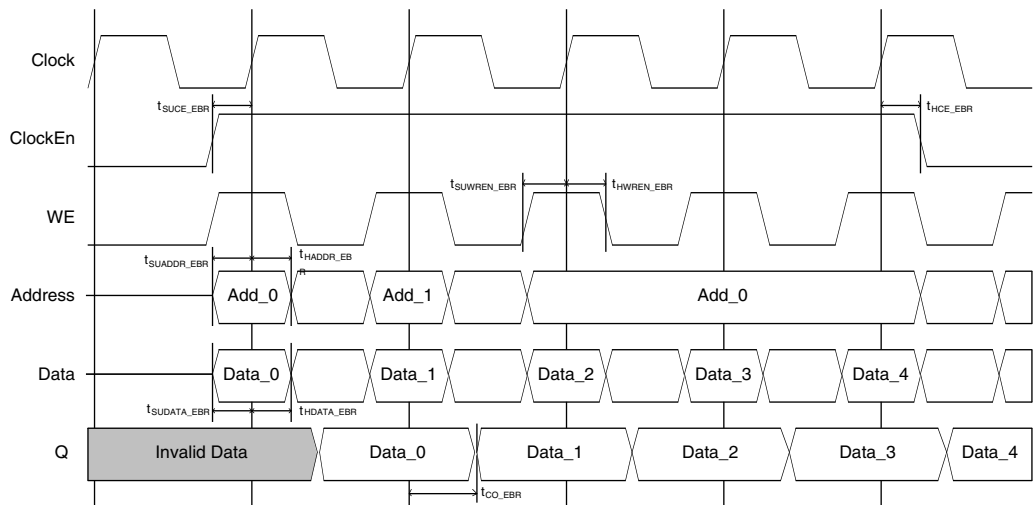 Clock
tSUCE_EBR
tHCE_EBR
ClockEn
tSUWREN_EBR
tHWREN_EBR
WE
tSUADDR_EBR
tHADDR_EB
R
Address
Add_0
Add_1
Add_0
Data
Data_0
Data_1
Data_2
Data_3
Data_4
tSUDATA_EBR
tHDATA_EBR
Q
Invalid Data
Data_0
Data_1
Data_2
Data_3
Data_4
tCO_EBR